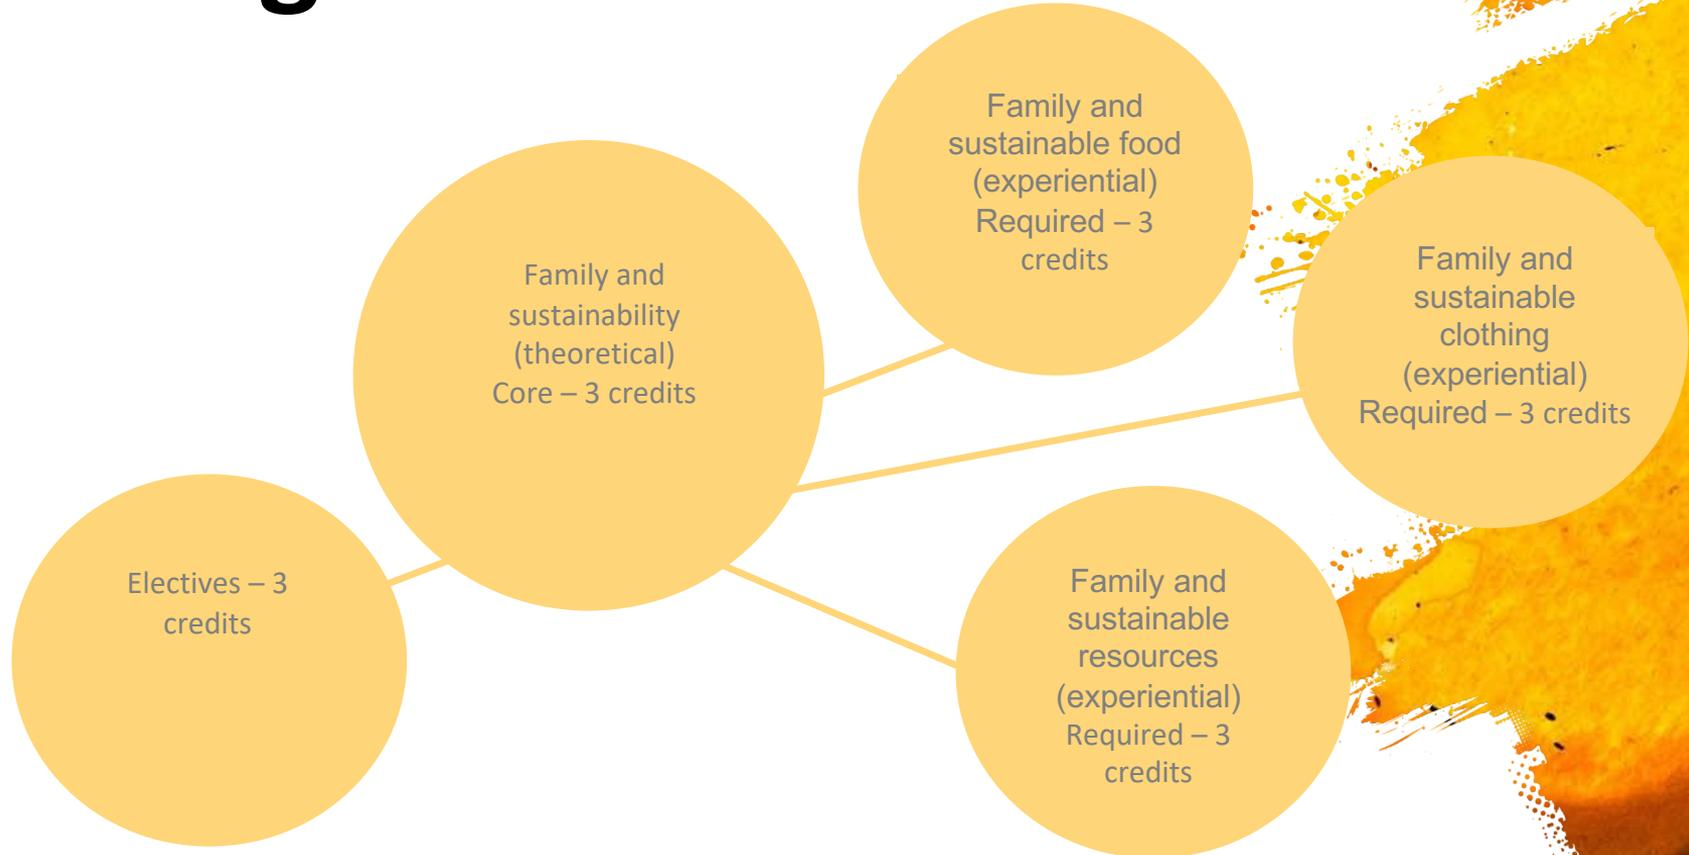 Family and
sustainable food
(experiential)
Required – 3
credits
Family and
sustainability
(theoretical)
Core – 3 credits
Family and
sustainable
clothing
(experiential)
Required – 3 credits
Electives – 3
credits
Family and
sustainable
resources
(experiential)
Required – 3
credits